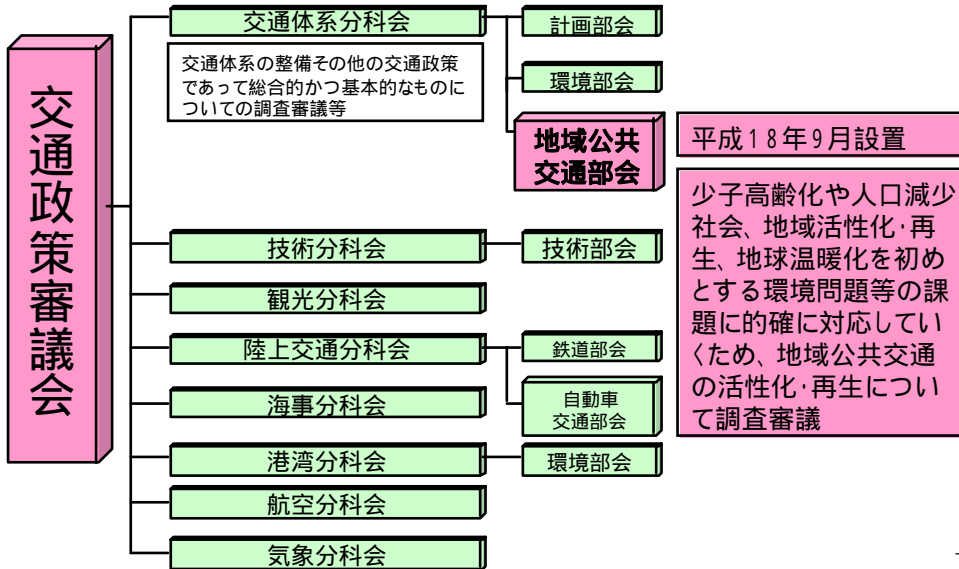 交通政策審議会
交通体系分科会
交通体系の整備その他の交通政策
であって総合的かつ基本的なものに
ついての調査審議等
計画部会
環境部会
地域公共
交通部会
平成18年9月設置
少子高齢化や人口減少
社会、地域活性化・再
生、地球温暖化を初め
とする環境問題等の課
題に的確に対応してい
くため、地域公共交通
の活性化・再生につい
て調査審議
技術分科会
技術部会
観光分科会
陸上交通分科会
鉄道部会
自動車
交通部会
海事分科会
港湾分科会
環境部会
航空分科会
気象分科会